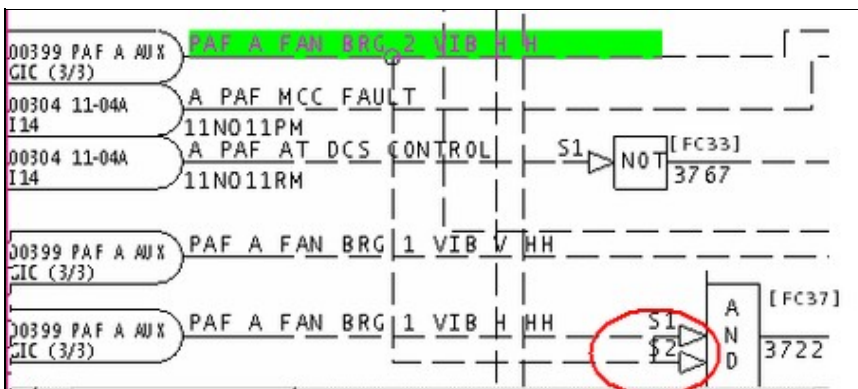 00399 PAF A AUX
GIC (3/3)
PAF A FAN BRG 2 VIB H H
00304 11-04A
I14
A PAF MCC FAULT
11NO11PM
00304 11-04A
I14
A PAF AT DCS CONTROL
11NO11RM
S1
NOT
[FC33]
3767
00399 PAF A AUX
GIC (3/3)
PAF A FAN BRG 1 VIB V HH
00399 PAF A AUX
GIC (3/3)
PAF A FAN BRG 1 VIB H HH
S1
S2
AND
[FC37]
3722